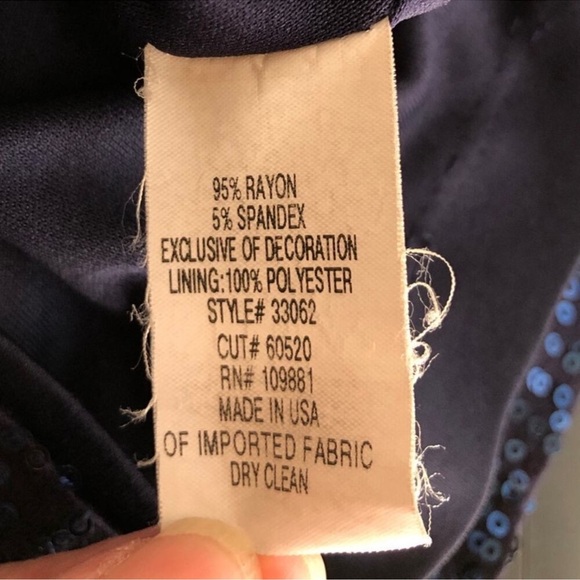 95% RAYON
5% SPANDEX
EXCLUSIVE OF DECORATION
LINING:100% POLYESTER
STYLE# 33062
CUT# 60520
RN# 109881
MADE IN USA
OF IMPORTED FABRIC
DRY CLEAN